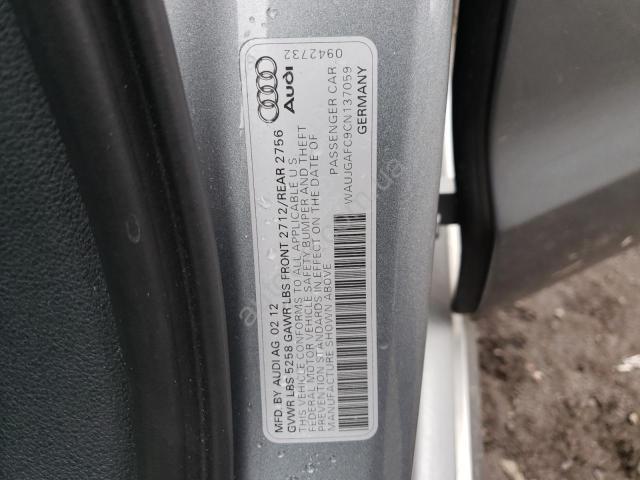 0942732
Audi
MFD. BY AUDI AG 02 12
GVWR LBS 5258 GAWR LBS FRONT 2712/REAR 2756
THIS VEHICLE CONFORMS TO ALL APPLICABLE U S
FEDERAL MOTOR VEHICLE SAFETY BUMPER AND THEFT
PREVENTION STANDARDS IN EFFECT ON THE DATE OF
MANUFACTURE SHOWN ABOVE
PASSENGER CAR
WAUJGAFC9CN137059
GERMANY